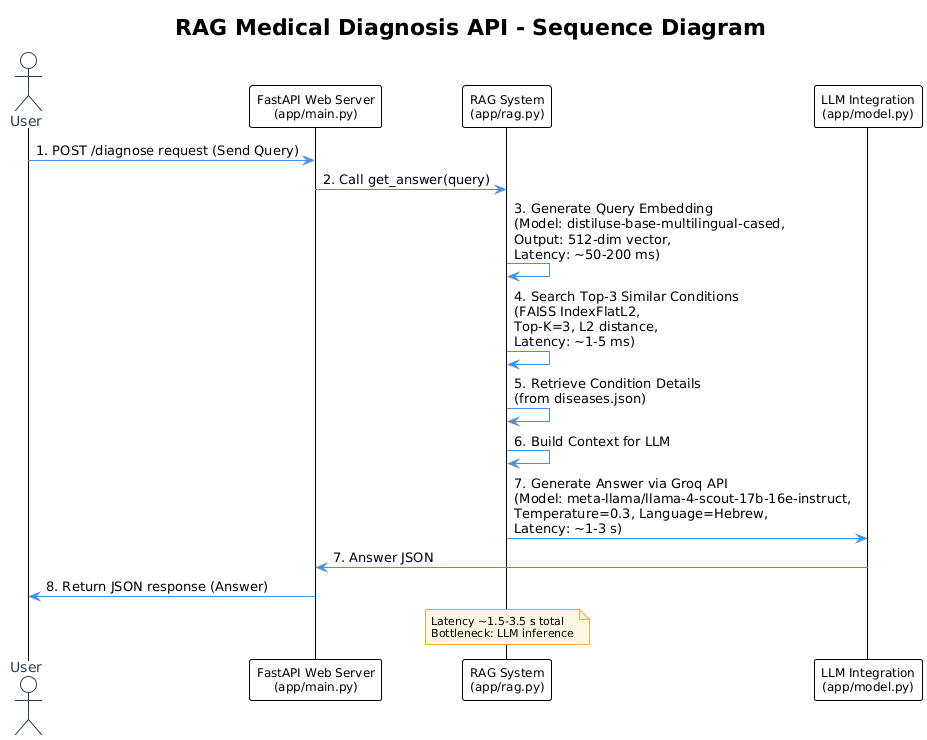 RAG Medical Diagnosis API - Sequence Diagram
User
FastAPI Web Server
(app/main.py)
RAG System
(app/rag.py)
LLM Integration
(app/model.py)
1. POST /diagnose request (Send Query)
2. Call get_answer(query)
3. Generate Query Embedding
(Model: distiluse-base-multilingual-cased,
Output: 512-dim vector,
Latency: ~50-200 ms)
4. Search Top-3 Similar Conditions
(FAISS IndexFlatL2,
Top-K=3, L2 distance,
Latency: ~1-5 ms)
5. Retrieve Condition Details
(from diseases.json)
6. Build Context for LLM
7. Generate Answer via Groq API
(Model: meta-llama/llama-4-scout-17b-16e-instruct,
Temperature=0.3, Language=Hebrew,
Latency: ~1-3 s)
7. Answer JSON
8. Return JSON response (Answer)
Latency ~1.5-3.5 s total
Bottleneck: LLM inference
User
FastAPI Web Server
(app/main.py)
RAG System
(app/rag.py)
LLM Integration
(app/model.py)